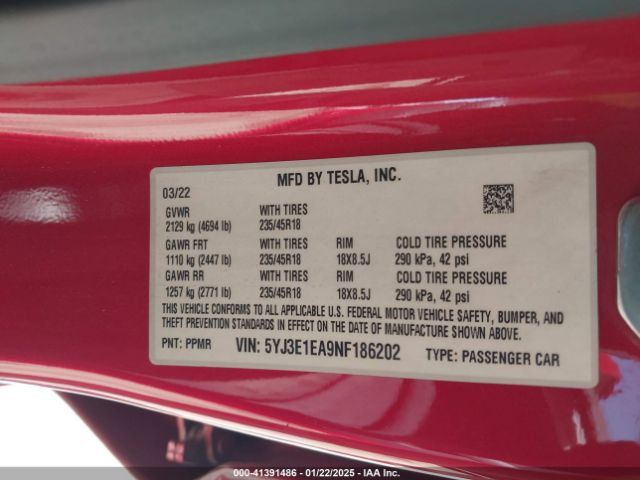 MFD BY TESLA, INC.
03/22
GVWR WITH TIRES
2129 kg (4694 lb) 235/45R18
GAWR FRT WITH TIRES RIM COLD TIRE PRESSURE
1110 kg (2447 lb) 235/45R18 18X8.5J 290 kPa, 42 psi
GAWR RR WITH TIRES RIM COLD TIRE PRESSURE
1257 kg (2771 lb) 235/45R18 18X8.5J 290 kPa, 42 psi
THIS VEHICLE CONFORMS TO ALL APPLICABLE U.S. FEDERAL MOTOR VEHICLE SAFETY, BUMPER, AND
THEFT PREVENTION STANDARDS IN EFFECT ON THE DATE OF MANUFACTURE SHOWN ABOVE.
PNT: PPMR VIN: 5YJ3E1EA9NF186202 TYPE: PASSENGER CAR
000-41391486 - 01/22/2025 - IAA Inc.